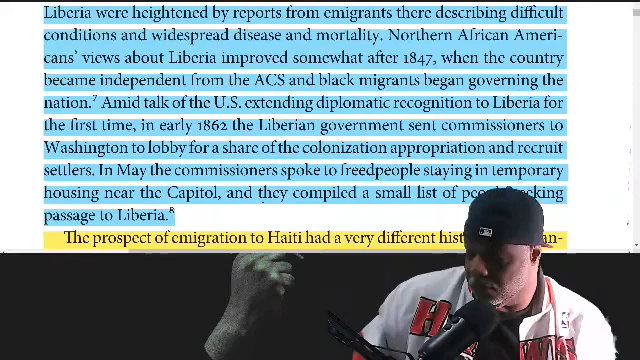 Liberia were heightened by reports from emigrants there describing difficult
conditions and widespread disease and mortality. Northern African Ameri-
cans’ views about Liberia improved somewhat after 1847, when the country
became independent from the ACS and black migrants began governing the
nation.⁷ Amid talk of the U.S. extending diplomatic recognition to Liberia for
the first time, in early 1862 the Liberian government sent commissioners to
Washington to lobby for a share of the colonization appropriation and recruit
settlers. In May the commissioners spoke to freedpeople staying in temporary
housing near the Capitol, and they compiled a small list of
passage to Liberia.⁸
The prospect of emigration to Haiti had a very different